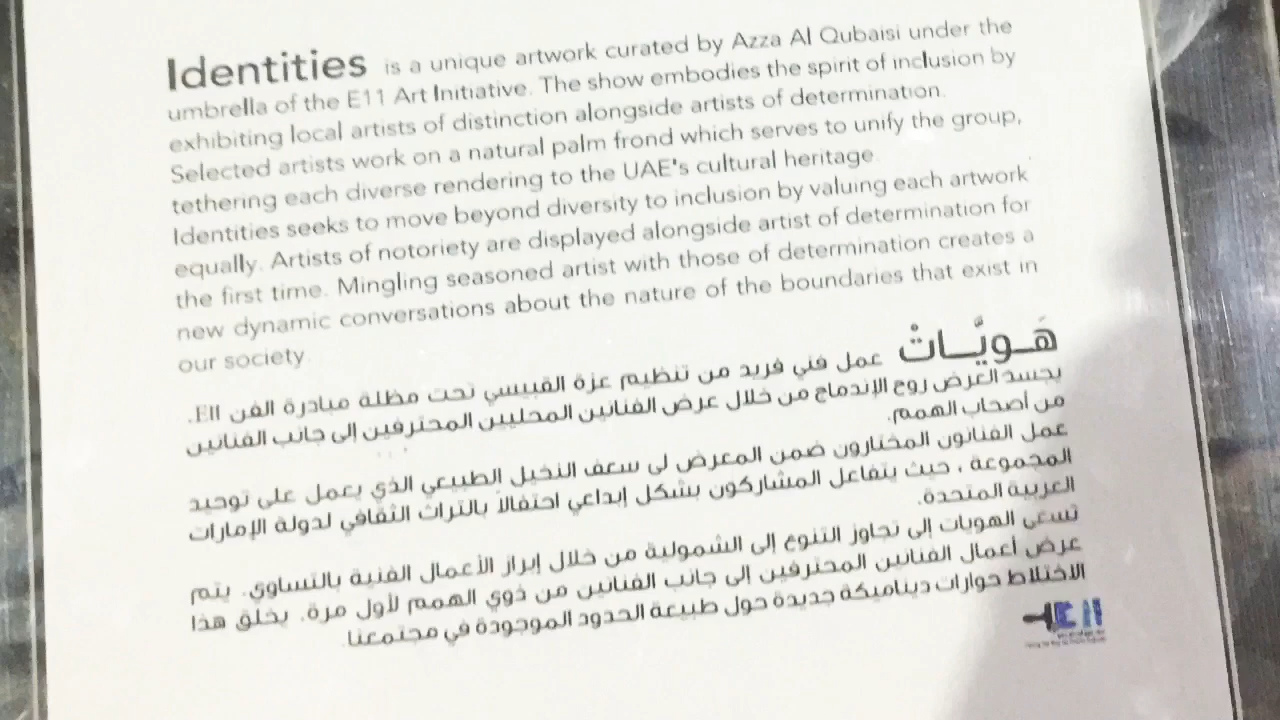 Identities is a unique artwork curated by Azza Al Qubaisi under the
umbrella of the E11 Art Initiative. The show embodies the spirit of inclusion by
exhibiting local artists of distinction alongside artists of determination.
Selected artists work on a natural palm frond which serves to unify the group,
tethering each diverse rendering to the UAE's cultural heritage.
Identities seeks to move beyond diversity to inclusion by valuing each artwork
equally. Artists of notoriety are displayed alongside artist of determination for
the first time. Mingling seasoned artist with those of determination creates a
new dynamic conversations about the nature of the boundaries that exist in
our society.
هَـويَّـاتْ عمل فني فريد من تنظيم عزة القبيسي تحت مظلة مبادرة الفن E11.
يجسد العرض روح الإندماج من خلال عرض الفنانين المحليين المحترفين إلى جانب الفنانين
من أصحاب الهمم.
عمل الفنانون المختارون ضمن المعرض لى سعف النخيل الطبيعي الذي يعمل على توحيد
المجموعة ، حيث يتفاعل المشاركون بشكل إبداعي احتفالاً بالتراث الثقافي لدولة الإمارات
العربية المتحدة.
تسعى الهويات إلى تجاوز التنوع إلى الشمولية من خلال إبراز الأعمال الفنية بالتساوي. يتم
عرض أعمال الفنانين المحترفين إلى جانب الفنانين من ذوي الهمم لأول مرة. يخلق هذا
الاختلاط حوارات ديناميكة جديدة حول طبيعة الحدود الموجودة في مجتمعنا.
E11